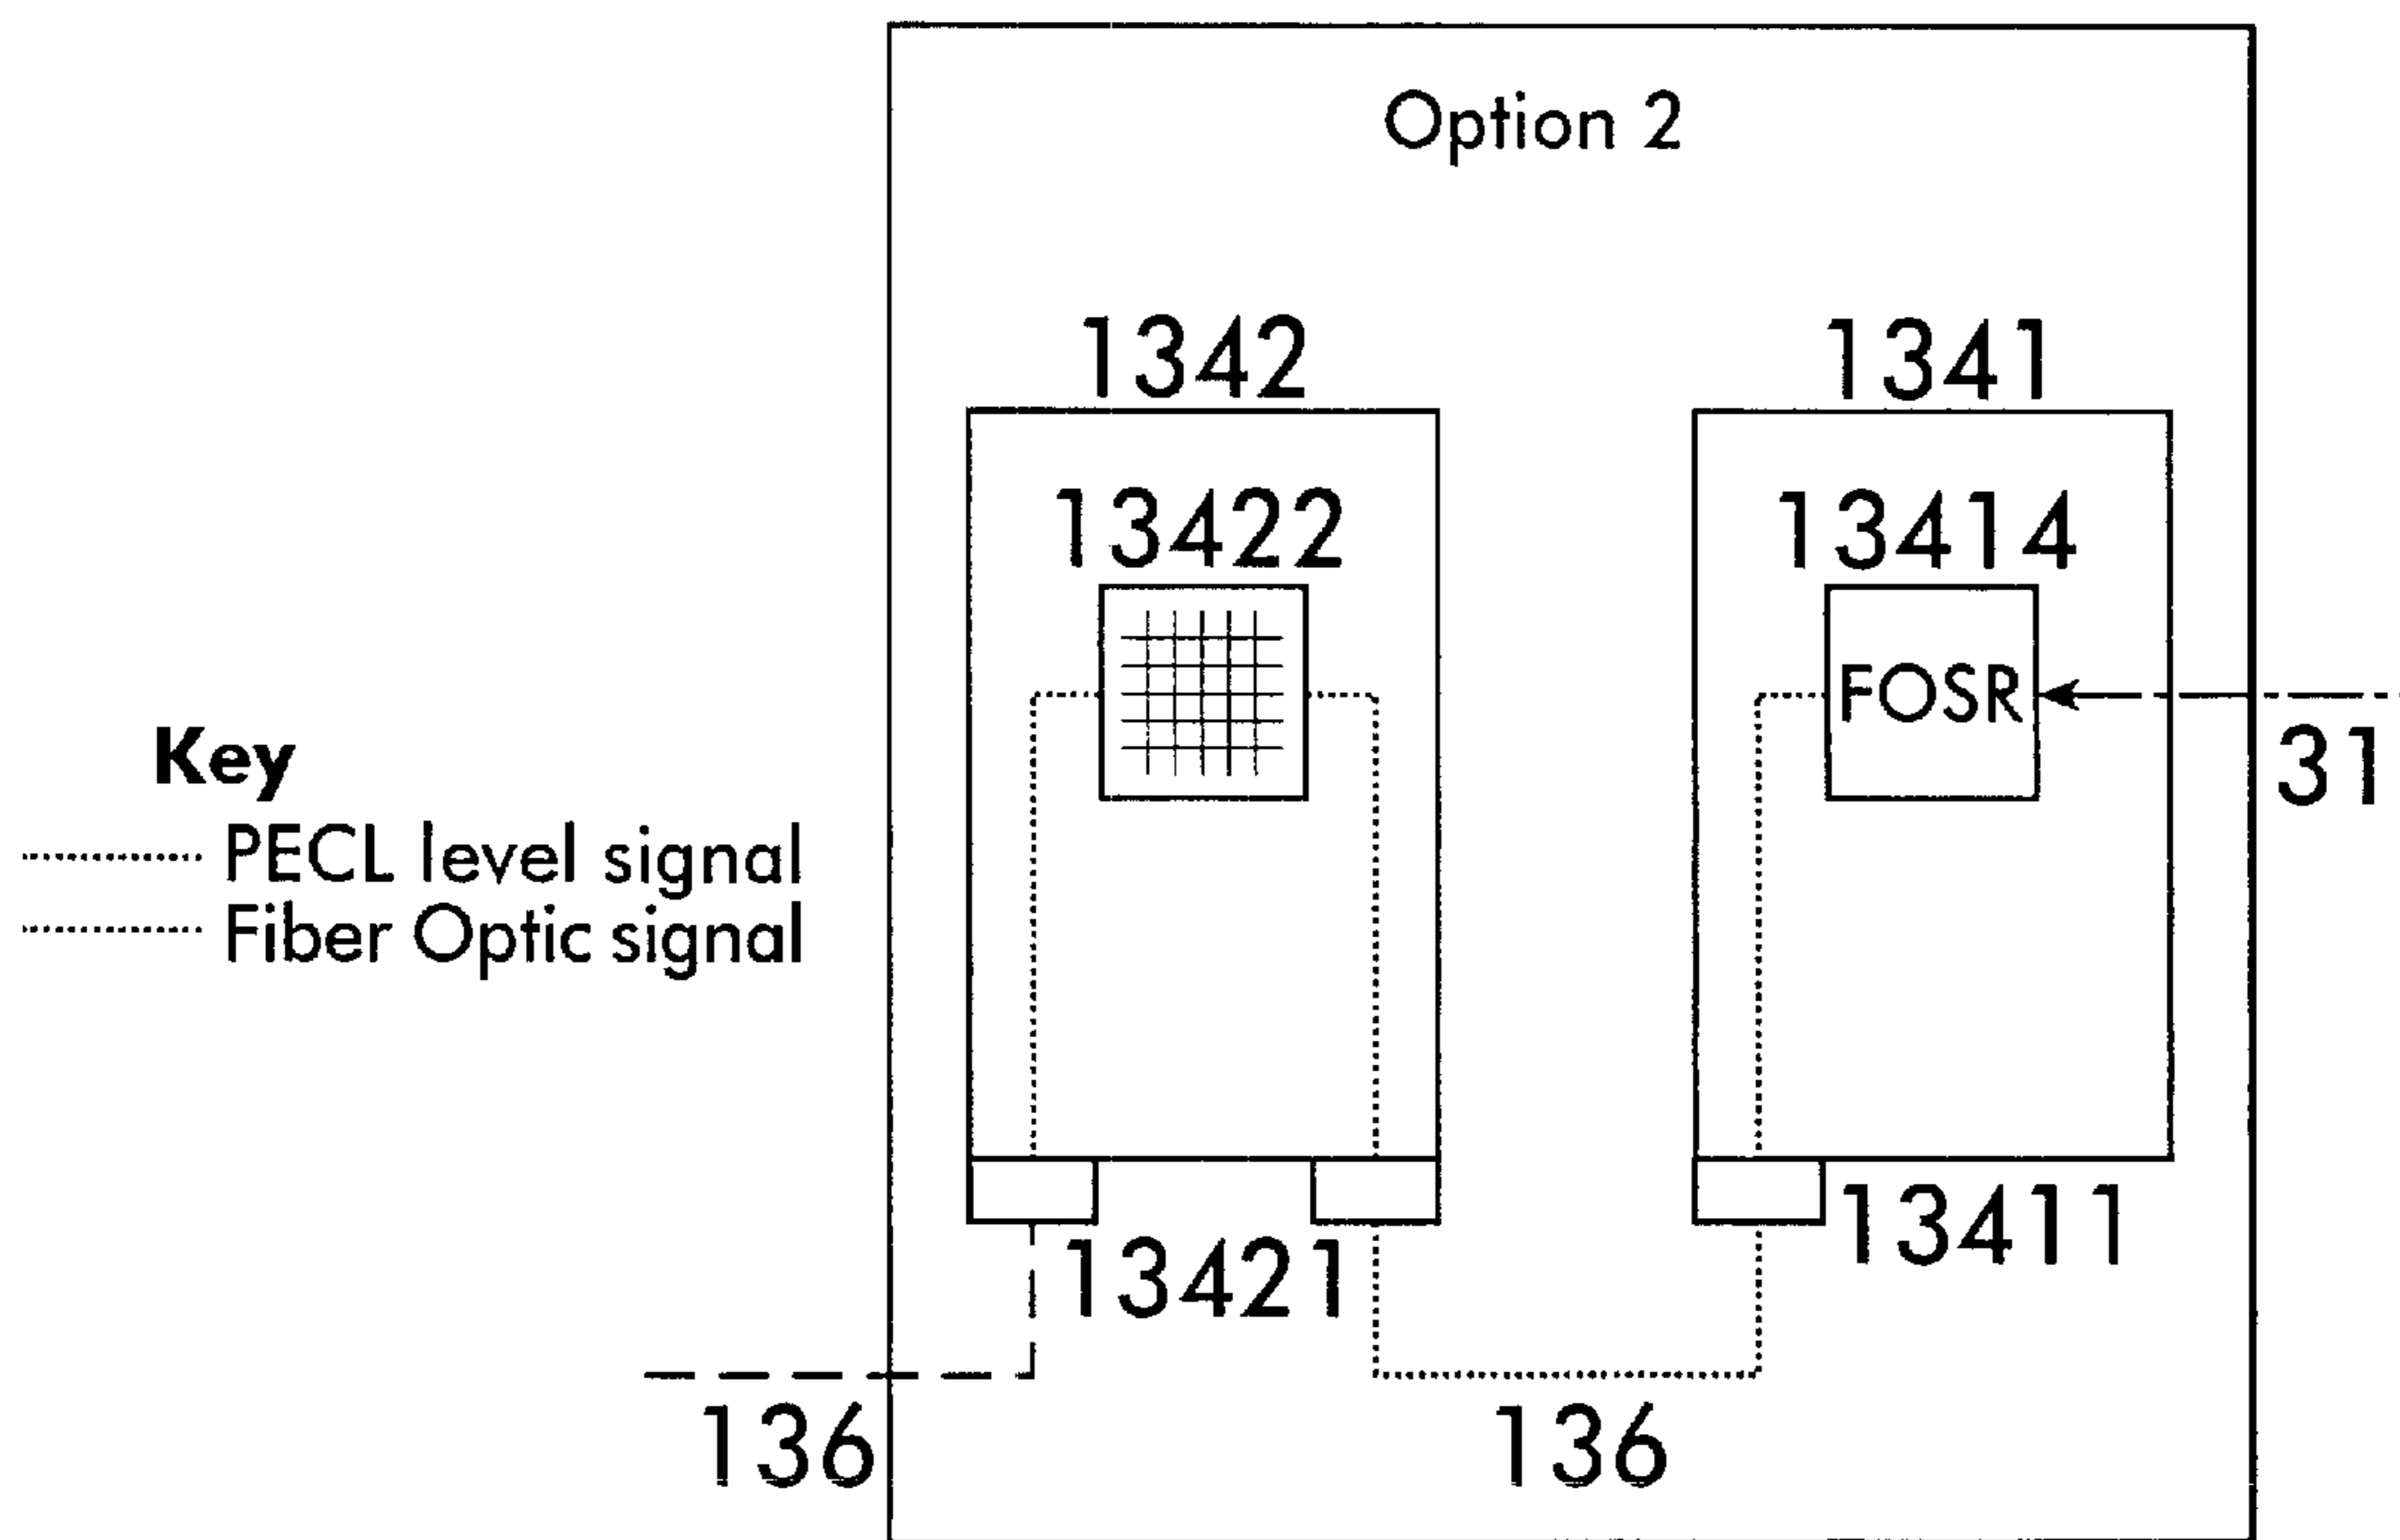 Option 2
1342
1341
13422
13414
FOSR
31
Key
PECL level signal
Fiber Optic signal
13421
13411
136
136